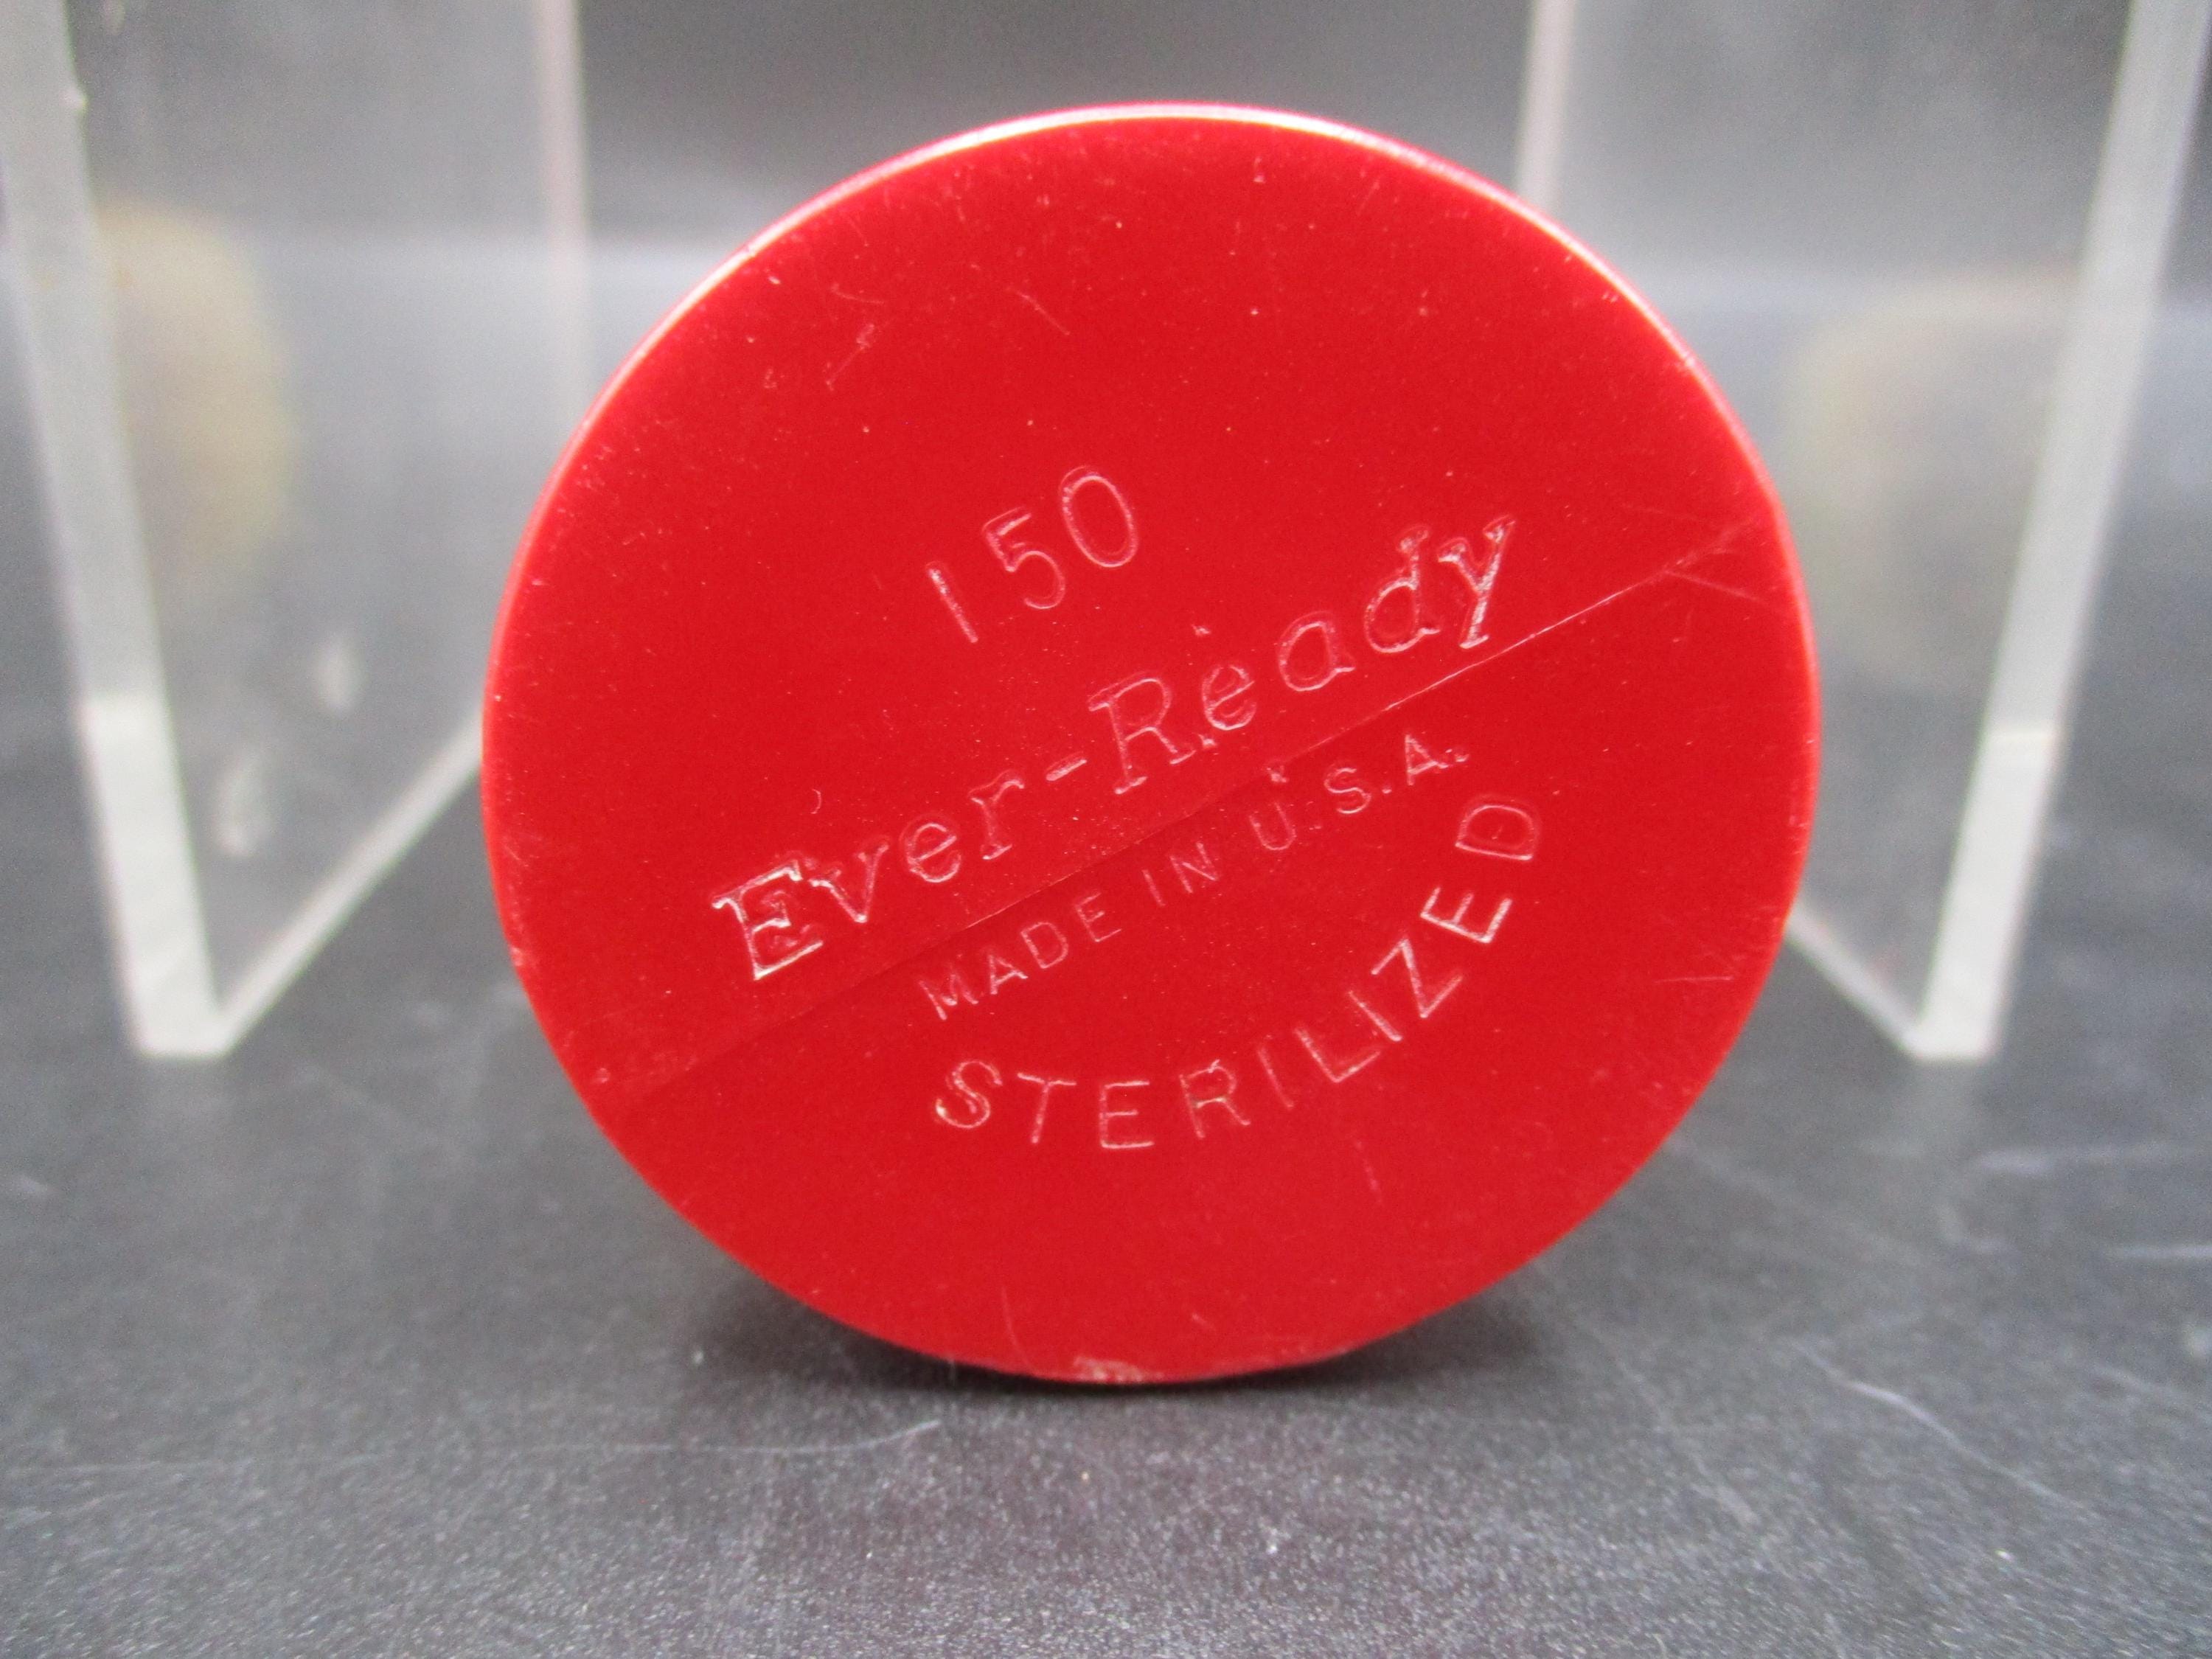 150
Ever-Ready
MADE IN U.S.A.
STERILIZED